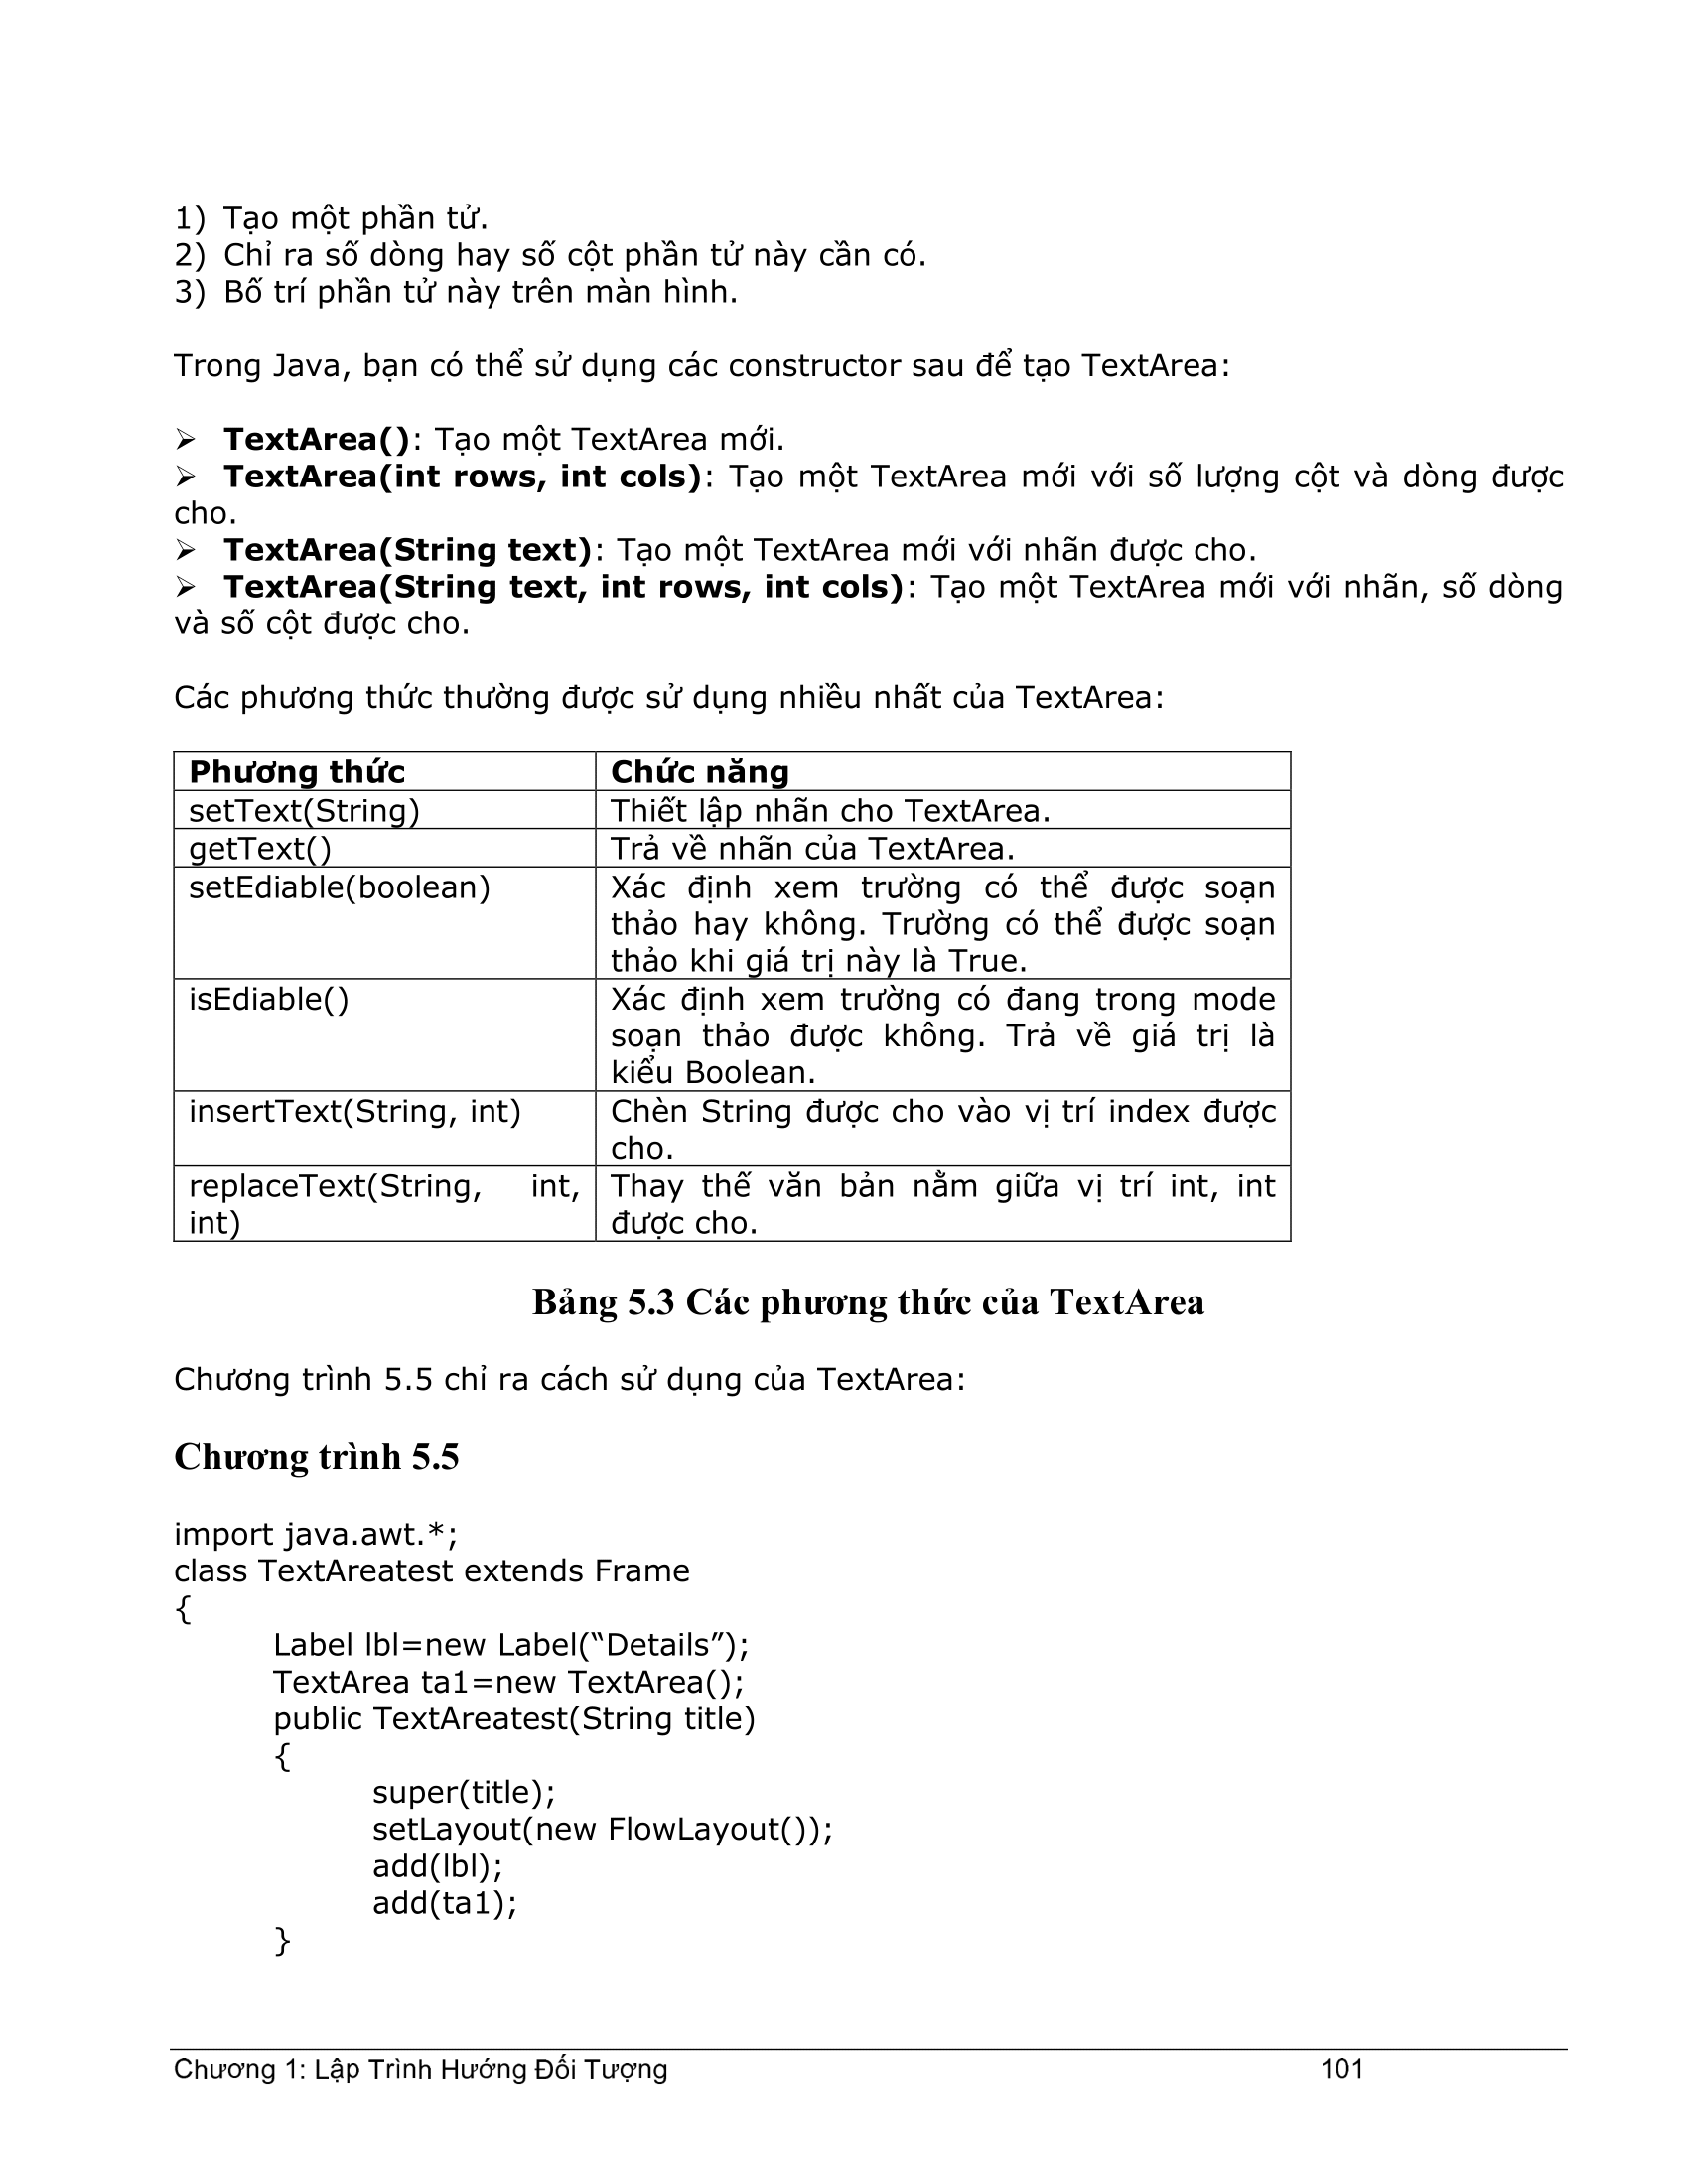 1) Tạo một phần tử.
2) Chỉ ra số dòng hay số cột phần tử này cần có.
3) Bố trí phần tử này trên màn hình.
Trong Java, bạn có thể sử dụng các constructor sau để tạo TextArea:
➢ TextArea(): Tạo một TextArea mới.
➢ TextArea(int rows, int cols): Tạo một TextArea mới với số lượng cột và dòng được
cho.
➢ TextArea(String text): Tạo một TextArea mới với nhãn được cho.
➢ TextArea(String text, int rows, int cols): Tạo một TextArea mới với nhãn, số dòng
và số cột được cho.
Các phương thức thường được sử dụng nhiều nhất của TextArea:
Phương thức Chức năng
setText(String) Thiết lập nhãn cho TextArea.
getText() Trả về nhãn của TextArea.
setEdiable(boolean) Xác định xem trường có thể được soạn
thảo hay không. Trường có thể được soạn
thảo khi giá trị này là True.
isEdiable() Xác định xem trường có đang trong mode
soạn thảo được không. Trả về giá trị là
kiểu Boolean.
insertText(String, int) Chèn String được cho vào vị trí index được
cho.
replaceText(String, int, Thay thế văn bản nằm giữa vị trí int, int
int) được cho.
Bảng 5.3 Các phương thức của TextArea
Chương trình 5.5 chỉ ra cách sử dụng của TextArea:
Chương trình 5.5
import java.awt.*;
class TextAreatest extends Frame
{
Label lbl=new Label(“Details”);
TextArea ta1=new TextArea();
public TextAreatest(String title)
{
super(title);
setLayout(new FlowLayout());
add(lbl);
add(ta1);
}
Chương 1: Lập Trình Hướng Đối Tượng 101